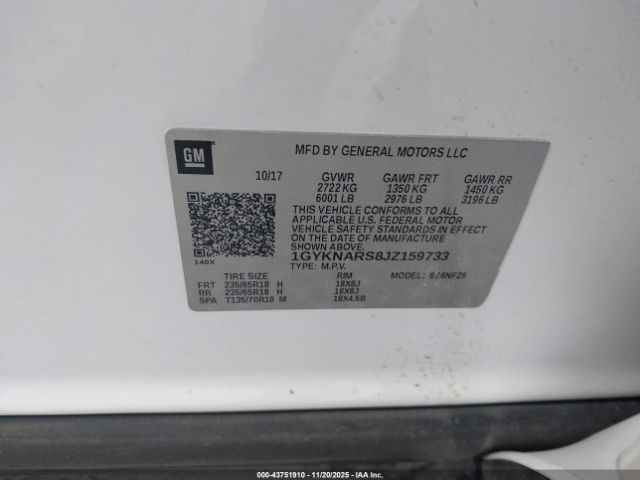 GM
MFD BY GENERAL MOTORS LLC
10/17 GVWR GAWR FRT GAWR RR
2722 KG 1350 KG 1450 KG
6001 LB 2976 LB 3196 LB
THIS VEHICLE CONFORMS TO ALL
APPLICABLE U.S. FEDERAL MOTOR
VEHICLE SAFETY STANDARDS IN EFFECT
ON THE DATE OF MANUFACTURE
SHOWN ABOVE.
1GYKNARS8JZ159733
140X
TYPE: M.P.V. MODEL: 6NF26
TIRE SIZE RIM
FRT 235/65R18 H 18X8J
RR 235/65R18 H 18X8J
SPA T135/70R18 M 18X4.5B
000-43751910 - 11/20/2025 - IAAI, Inc.